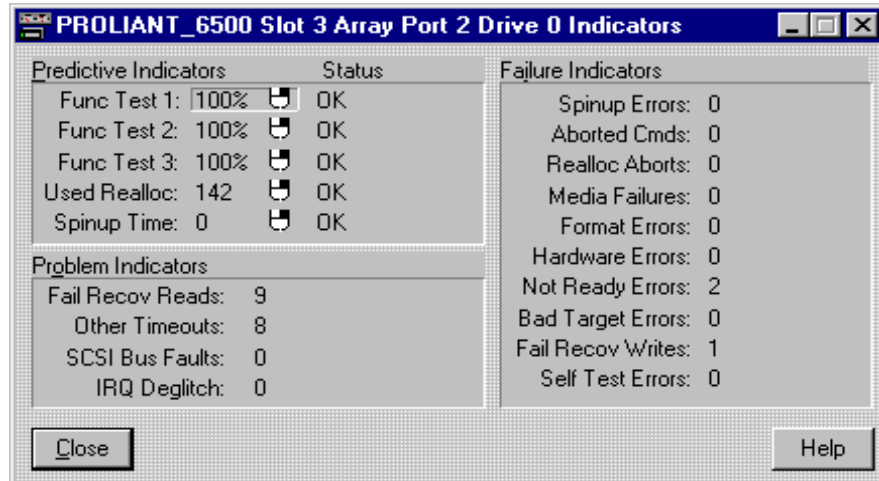 PROLIANT_6500 Slot 3 Array Port 2 Drive 0 Indicators
Predictive Indicators Status
Func Test 1: 100% OK
Func Test 2: 100% OK
Func Test 3: 100% OK
Used Realloc: 142 OK
Spinup Time: 0 OK
Problem Indicators
Fail Recov Reads: 9
Other Timeouts: 8
SCSI Bus Faults: 0
IRQ Deglitch: 0
Failure Indicators
Spinup Errors: 0
Aborted Cmds: 0
Realloc Aborts: 0
Media Failures: 0
Format Errors: 0
Hardware Errors: 0
Not Ready Errors: 2
Bad Target Errors: 0
Fail Recov Writes: 1
Self Test Errors: 0
Close
Help